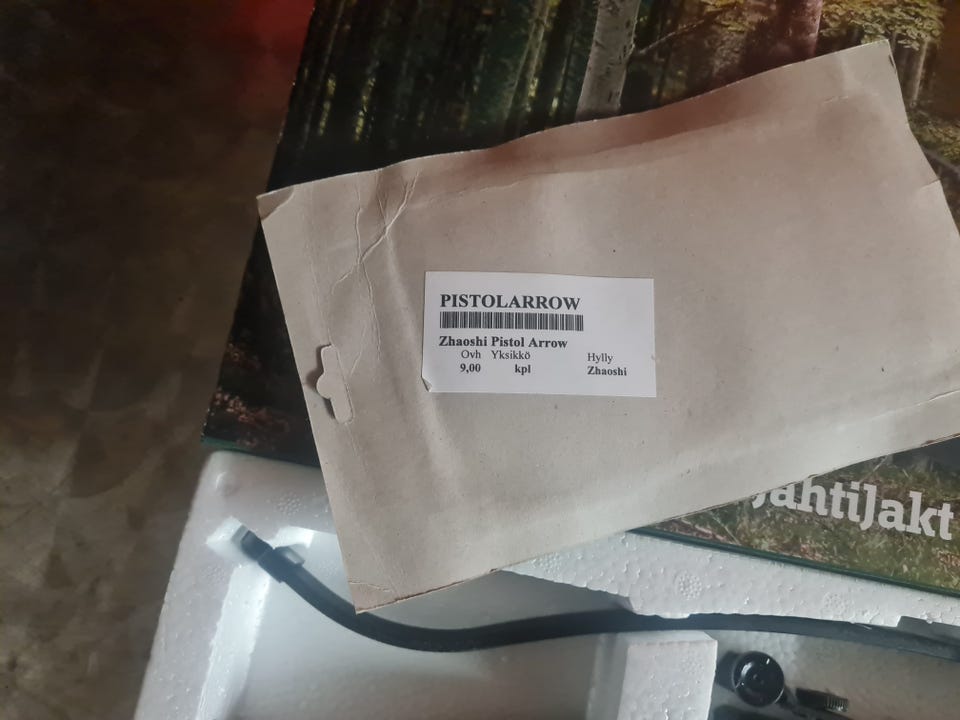 PISTOLARROW
Zhaoshi Pistol Arrow
Ovh Yksikkö Hylly
9,00 kpl Zhaoshi
JahtiJakt